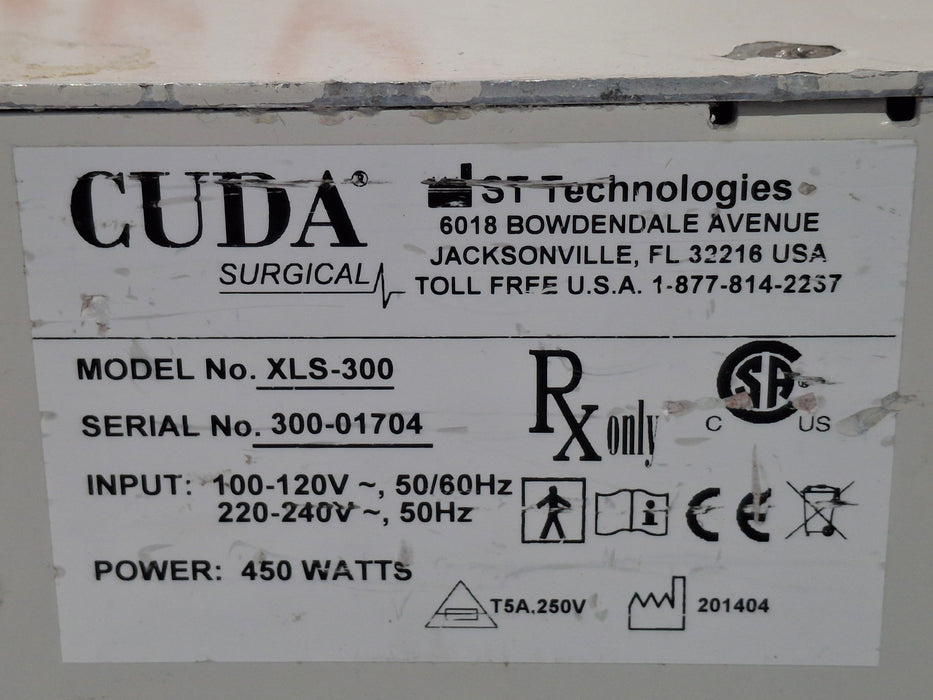 CUDA®
SURGICAL
ST Technologies
6018 BOWDENDALE AVENUE
JACKSONVILLE, FL 32216 USA
TOLL FREE U.S.A. 1-877-814-2237
MODEL No. XLS-300
SERIAL No. 300-01704
INPUT: 100-120V ~, 50/60Hz
220-240V ~, 50Hz
POWER: 450 WATTS
Rx only
C US
CE
T5A,250V
201404